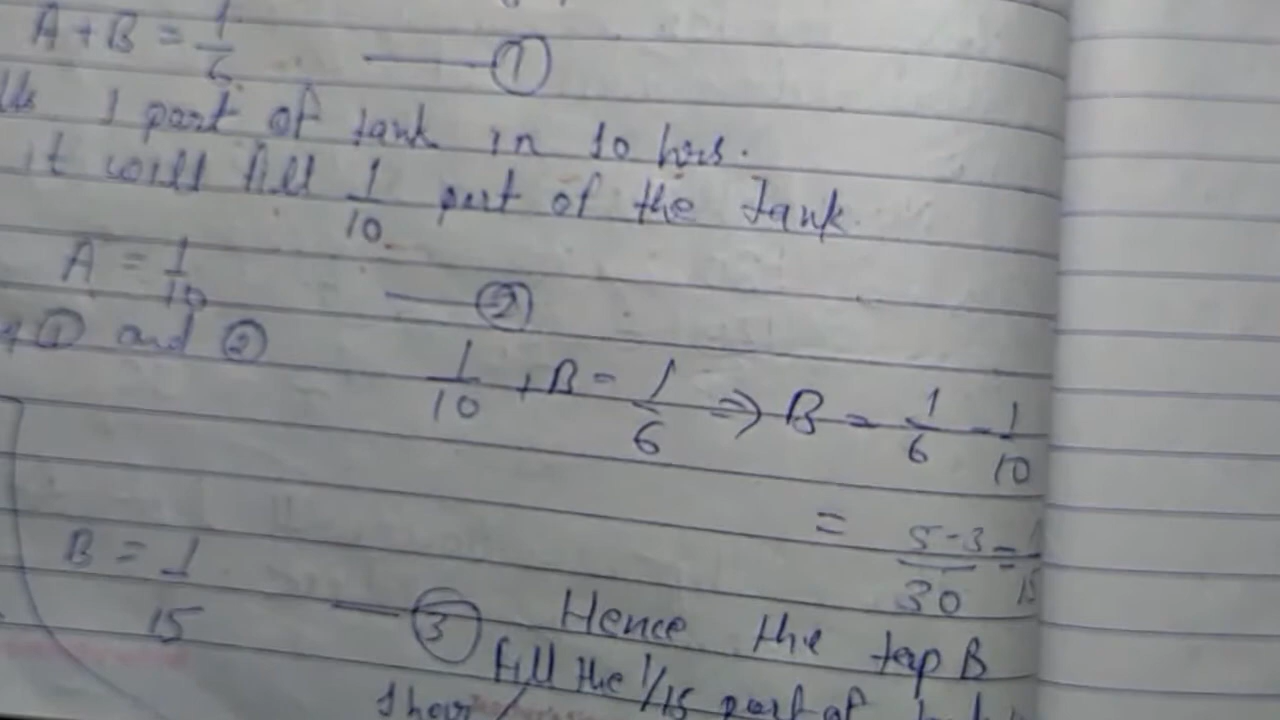 A + B = 1/6 —— ①
1 part of tank in 10 hrs.
it will fill 1/10 part of the tank.
A = 1/10 —— ②
① and ②
1/10 + B = 1/6 ⇒ B = 1/6 - 1/10
= 5-3/30 = 1/15
B = 1/15 —— ③ Hence the tap B
fill the 1/15 part of
1 hour